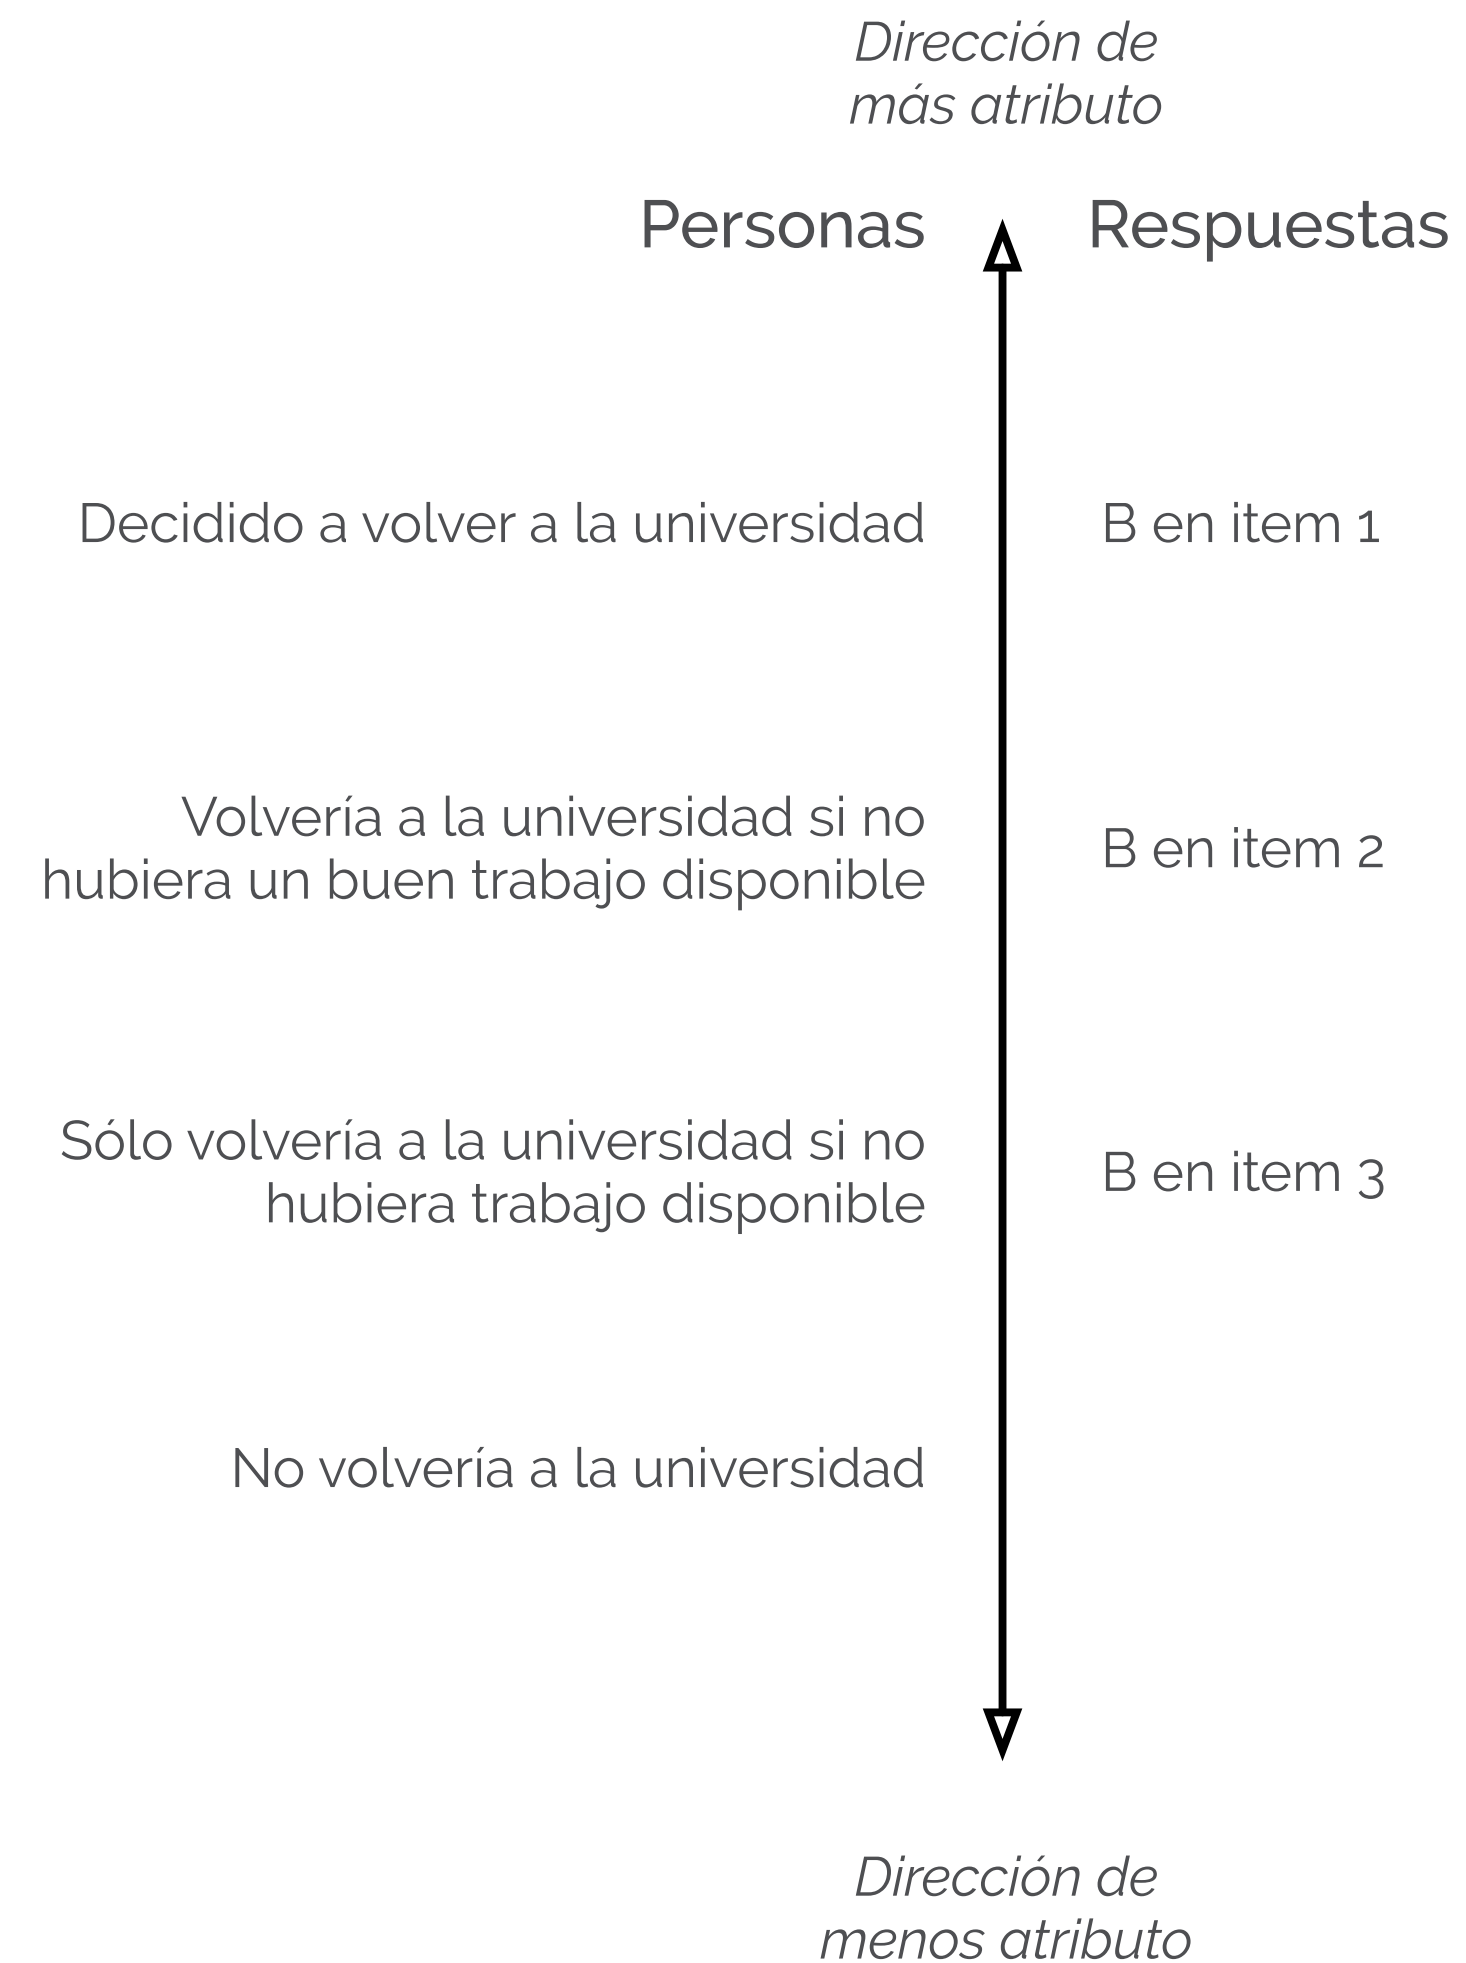 Dirección de
más atributo
Personas
Respuestas
Decidido a volver a la universidad
B en item 1
Volvería a la universidad si no
hubiera un buen trabajo disponible
B en item 2
Sólo volvería a la universidad si no
hubiera trabajo disponible
B en item 3
No volvería a la universidad
Dirección de
menos atributo